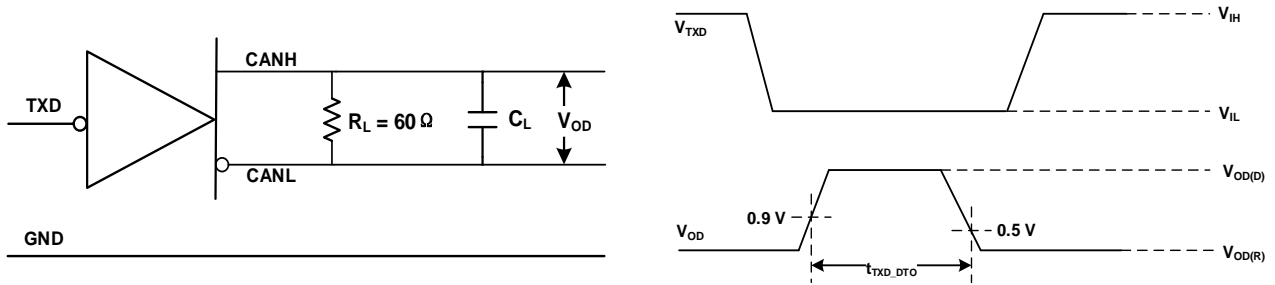 CANH
TXD
R_L = 60 Ω
C_L
V_OD
CANL
GND
V_TXD
V_IH
V_IL
V_OD(D)
0.9 V
0.5 V
V_OD
V_OD(R)
t_TXD_DTO